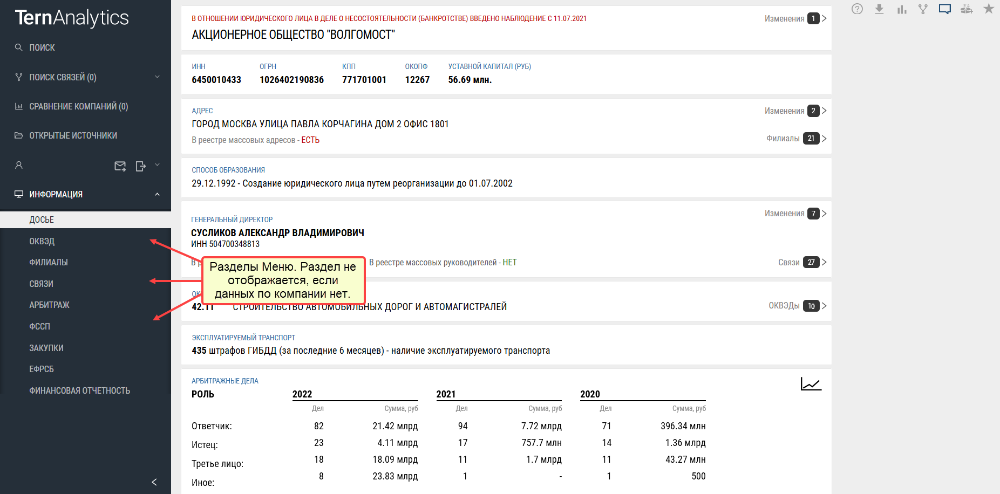 TernAnalytics
ПОИСК
ПОИСК СВЯЗЕЙ (0)
СРАВНЕНИЕ КОМПАНИЙ (0)
ОТКРЫТЫЕ ИСТОЧНИКИ
ИНФОРМАЦИЯ
ДОСЬЕ
ОКВЭД
ФИЛИАЛЫ
СВЯЗИ
АРБИТРАЖ
ФССП
ЗАКУПКИ
ЕФРСБ
ФИНАНСОВАЯ ОТЧЕТНОСТЬ
Разделы Меню. Раздел не
отображается, если
данных по компании нет.
В ОТНОШЕНИИ ЮРИДИЧЕСКОГО ЛИЦА В ДЕЛЕ О НЕСОСТОЯТЕЛЬНОСТИ (БАНКРОТСТВЕ) ВВЕДЕНО НАБЛЮДЕНИЕ С 11.07.2021 Изменения 1
АКЦИОНЕРНОЕ ОБЩЕСТВО "ВОЛГОМОСТ"
ИНН ОГРН КПП ОКОПФ УСТАВНОЙ КАПИТАЛ (РУБ)
6450010433 1026402190836 771701001 12267 56.69 млн.
АДРЕС Изменения 2
ГОРОД МОСКВА УЛИЦА ПАВЛА КОРЧАГИНА ДОМ 2 ОФИС 1801
В реестре массовых адресов - ЕСТЬ Филиалы 21
СПОСОБ ОБРАЗОВАНИЯ
29.12.1992 - Создание юридического лица путем реорганизации до 01.07.2002
Изменения 7
ГЕНЕРАЛЬНЫЙ ДИРЕКТОР
СУСЛИКОВ АЛЕКСАНДР ВЛАДИМИРОВИЧ
ИНН 504700348813
В реестре массовых руководителей - НЕТ Связи 27
42.11 СТРОИТЕЛЬСТВО АВТОМОБИЛЬНЫХ ДОРОГ И АВТОМАГИСТРАЛЕЙ ОКВЭДы 10
ЭКСПЛУАТИРУЕМЫЙ ТРАНСПОРТ
435 штрафов ГИБДД (за последние 6 месяцев) - наличие эксплуатируемого транспорта
АРБИТРАЖНЫЕ ДЕЛА
РОЛЬ 2022 2021 2020
Дел Сумма, руб Дел Сумма, руб Дел Сумма, руб
Ответчик: 82 21.42 млрд 94 7.72 млрд 71 396.34 млн
Истец: 23 4.11 млрд 17 757.7 млн 14 1.36 млрд
Третье лицо: 18 18.09 млрд 11 1.7 млрд 11 43.27 млн
Иное: 8 23.83 млрд 1 - 1 500